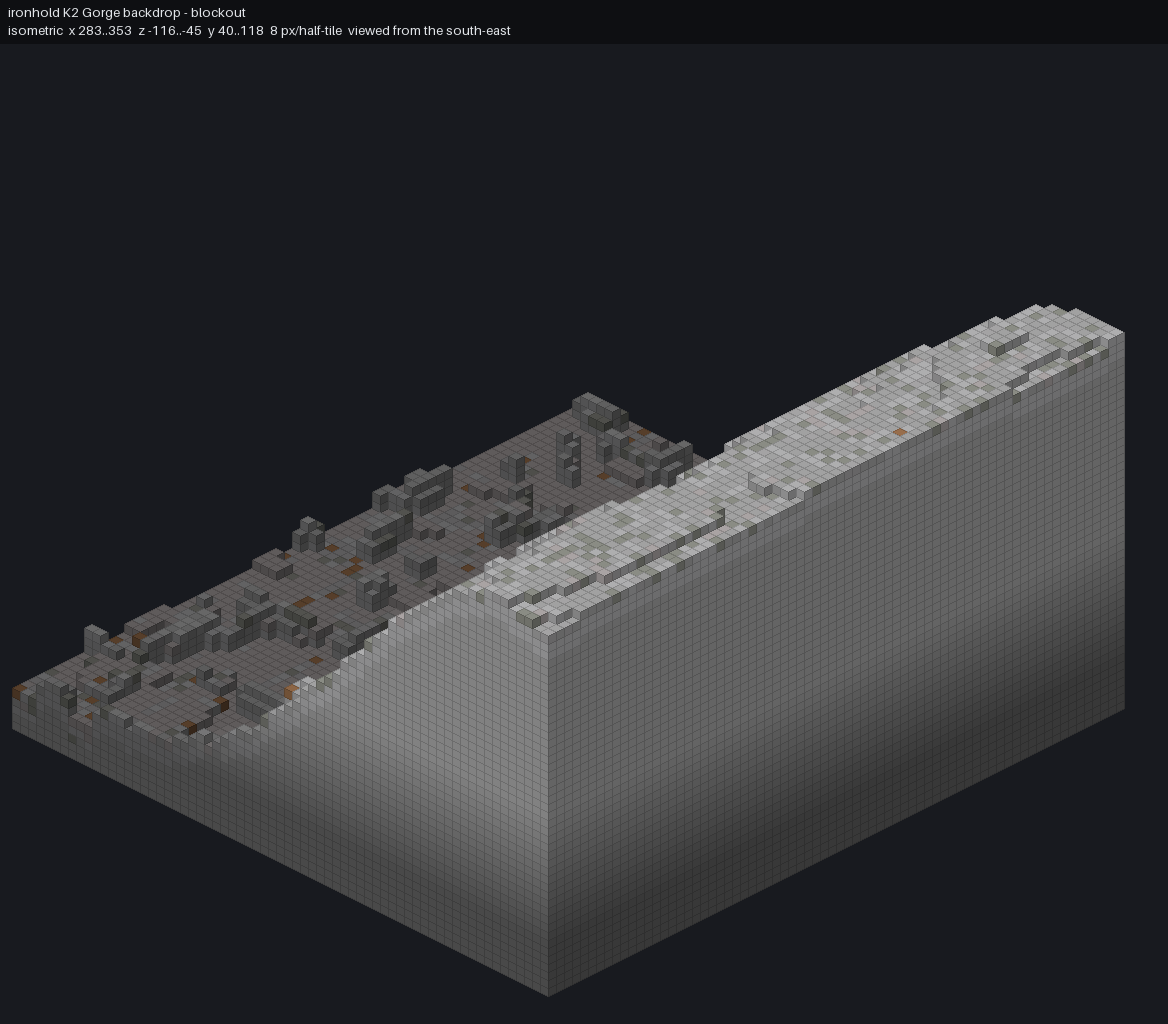 ironhold K2 Gorge backdrop - blockout
isometric  x 283..353  z -116..-45  y 40..118  8 px/half-tile  viewed from the south-east